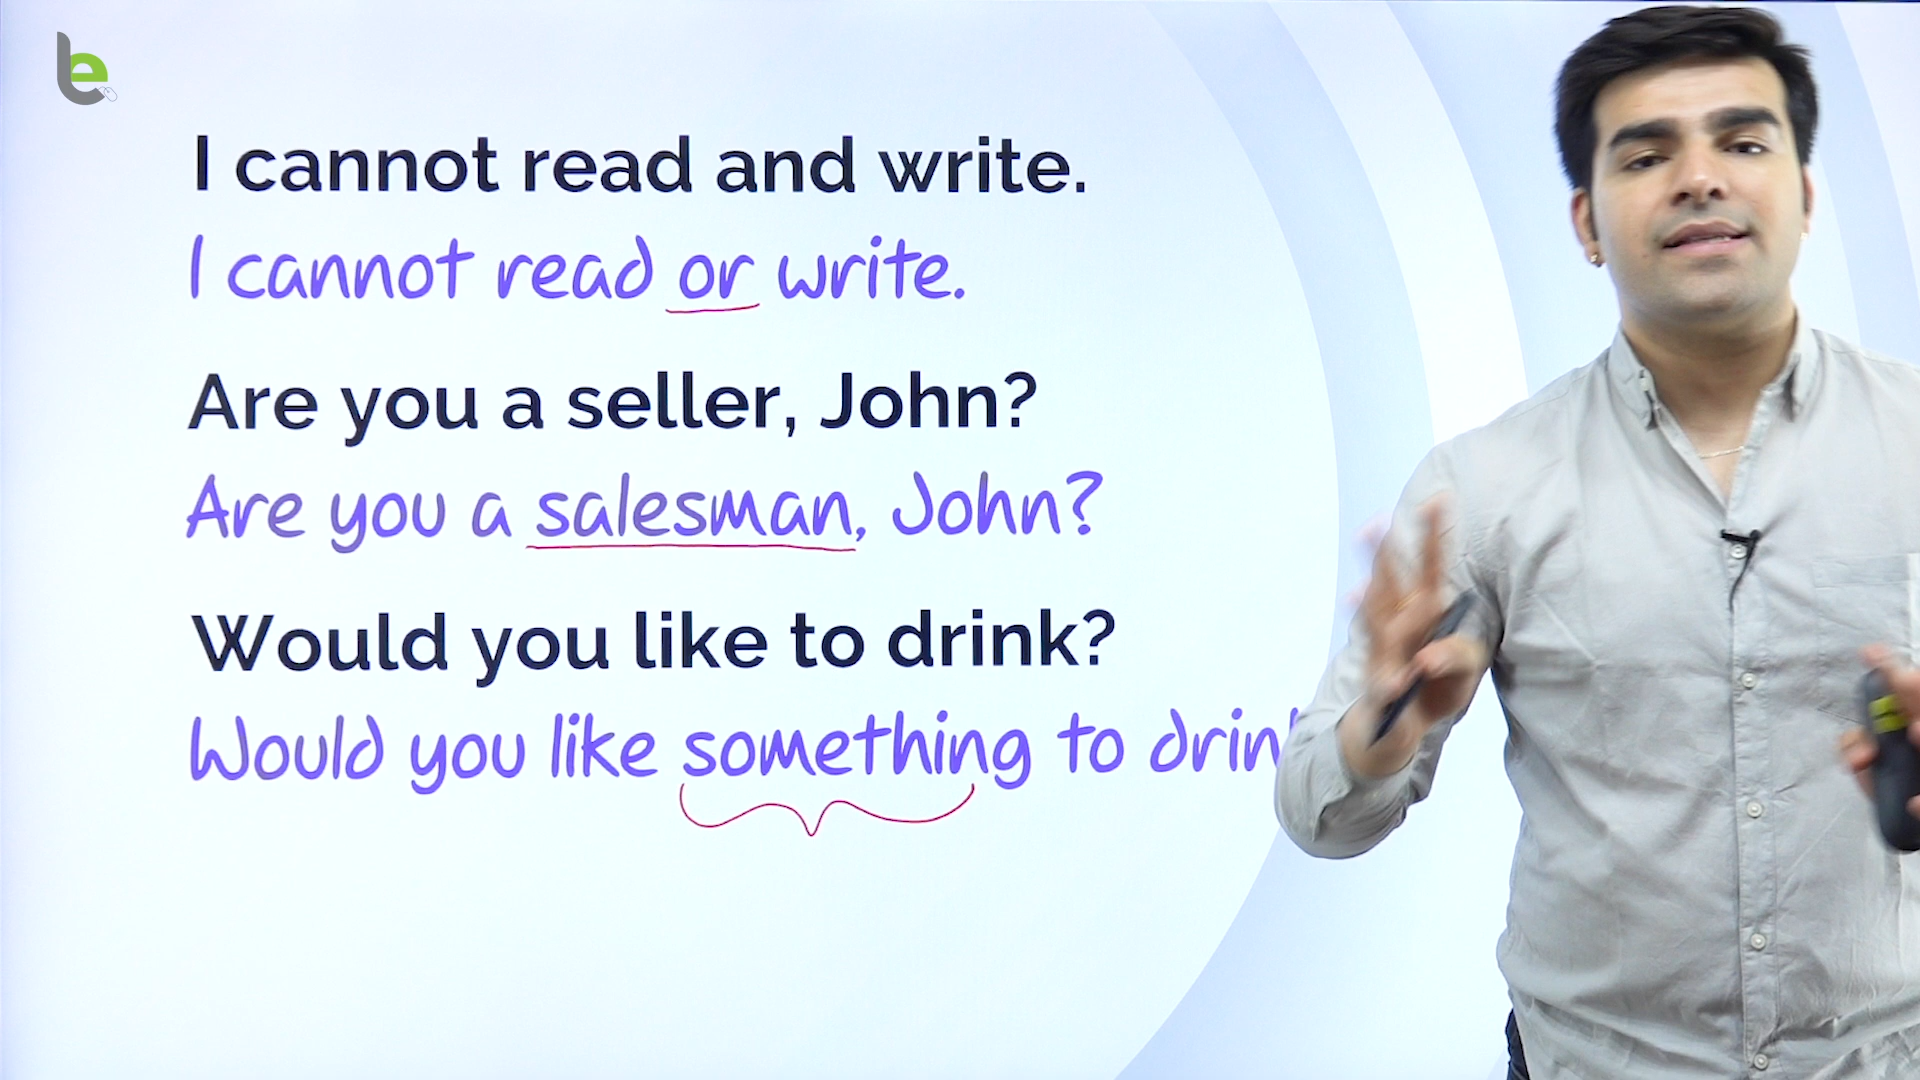 be
I cannot read and write.
I cannot read or write.
Are you a seller, John?
Are you a salesman, John?
Would you like to drink?
Would you like something to